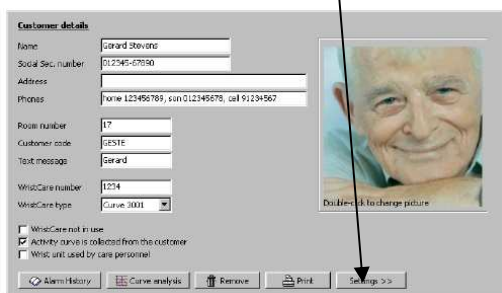 Customer details
Name Gerard Stevens
Social Sec. number 012345-67890
Address
Phones home 123456789, son 012345678, cell 91234567
Room number 17
Customer code GESTE
Text message Gerard
WristCare number 1234
WristCare type Curve 3001
Double-click to change picture
WristCare not in use
Activity curve is collected from the customer
Wrist unit used by care personnel
Alarm History Curve analysis Remove Print Settings >>